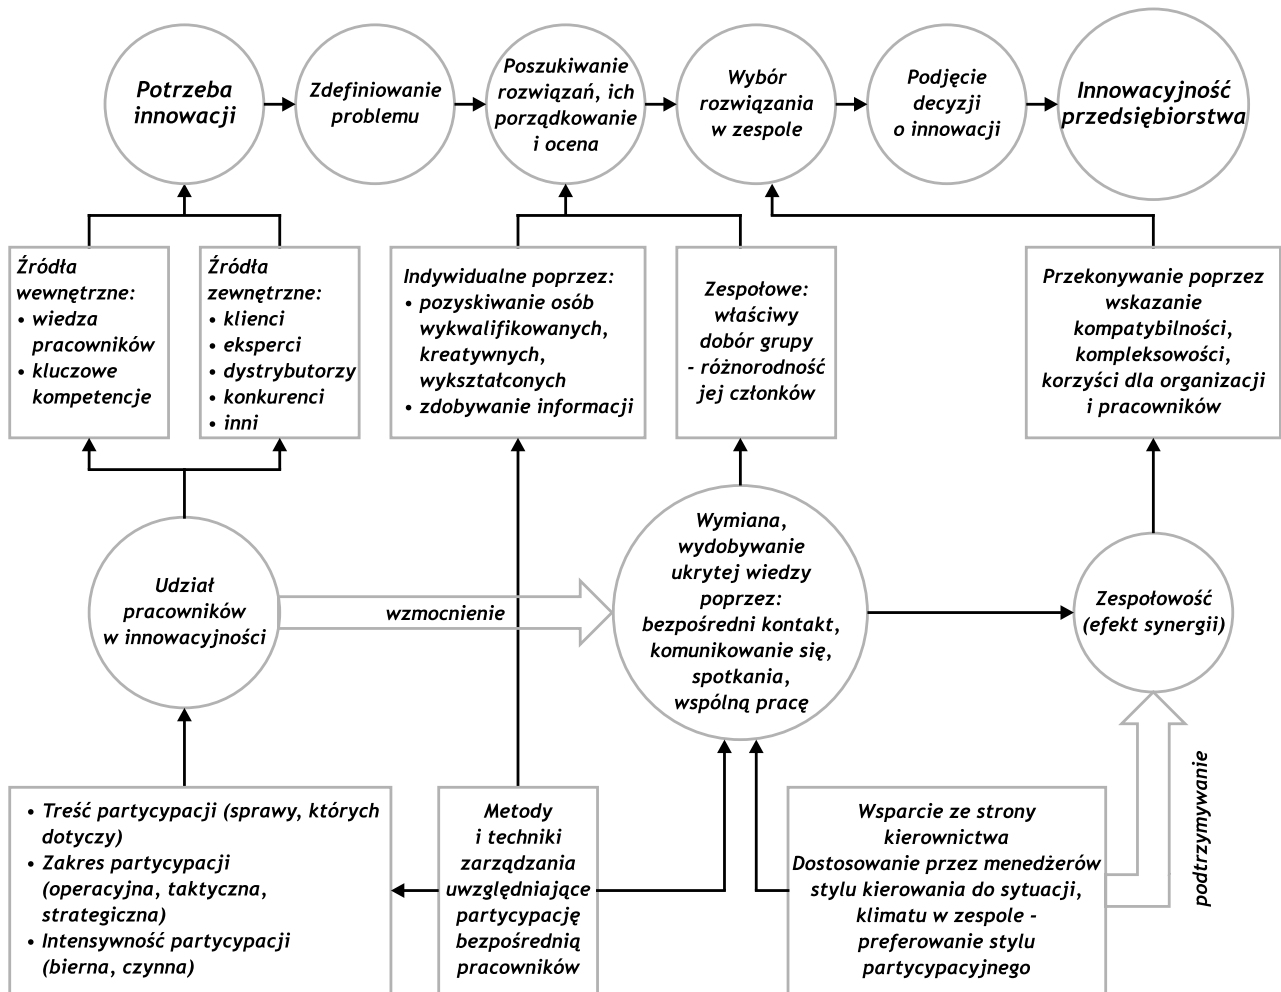 Potrzeba
innowacji
Zdefiniowanie
problemu
Poszukiwanie
rozwiązań, ich
porządkowanie
i ocena
Wybór
rozwiązania
w zespole
Podjęcie
decyzji
o innowacji
Innowacyjność
przedsiębiorstwa
Źródła
wewnętrzne:
• wiedza
pracowników
• kluczowe
kompetencje
Źródła
zewnętrzne:
• klienci
• eksperci
• dystrybutorzy
• konkurenci
• inni
Indywidualne poprzez:
• pozyskiwanie osób
wykwalifikowanych,
kreatywnych,
wykształconych
• zdobywanie informacji
Zespołowe:
właściwy
dobór grupy
- różnorodność
jej członków
Przekonywanie poprzez
wskazanie
kompatybilności,
kompleksowości,
korzyści dla organizacji
i pracowników
Udział
pracowników
w innowacyjności
wzmocnienie
Wymiana,
wydobywanie
ukrytej wiedzy
poprzez:
bezpośredni kontakt,
komunikowanie się,
spotkania,
wspólną pracę
Zespołowość
(efekt synergii)
• Treść partycypacji (sprawy, których
dotyczy)
• Zakres partycypacji
(operacyjna, taktyczna,
strategiczna)
• Intensywność partycypacji
(bierna, czynna)
Metody
i techniki
zarządzania
uwzględniające
partycypację
bezpośrednią
pracowników
Wsparcie ze strony
kierownictwa
Dostosowanie przez menedżerów
stylu kierowania do sytuacji,
klimatu w zespole -
preferowanie stylu
partycypacyjnego
podtrzymywanie